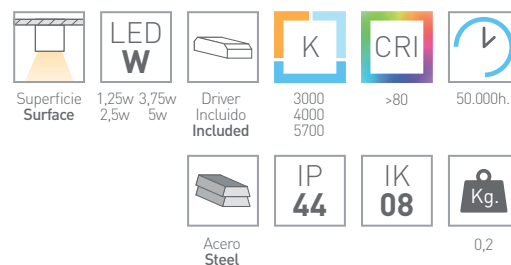 LED
W
K
CRI
Superficie
Surface
1,25w 3,75w
2,5w 5w
Driver
Incluido
Included
3000
4000
5700
>80
50.000h.
IP
44
IK
08
Kg.
Acero
Steel
0,2